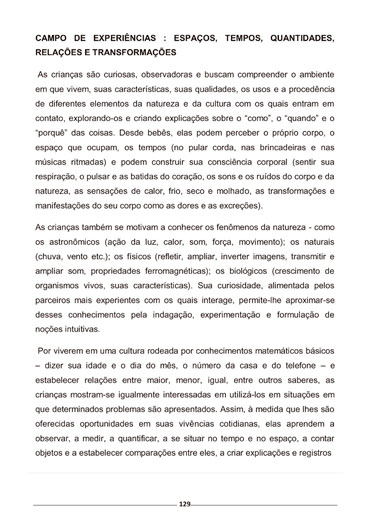 CAMPO DE EXPERIÊNCIAS : ESPAÇOS, TEMPOS, QUANTIDADES,
RELAÇÕES E TRANSFORMAÇÕES
As crianças são curiosas, observadoras e buscam compreender o ambiente
em que vivem, suas características, suas qualidades, os usos e a procedência
de diferentes elementos da natureza e da cultura com os quais entram em
contato, explorando-os e criando explicações sobre o "como", o "quando" e o
"porquê" das coisas. Desde bebês, elas podem perceber o próprio corpo, o
espaço que ocupam, os tempos (no pular corda, nas brincadeiras e nas
músicas ritmadas) e podem construir sua consciência corporal (sentir sua
respiração, o pulsar e as batidas do coração, os sons e os ruídos do corpo e da
natureza, as sensações de calor, frio, seco e molhado, as transformações e
manifestações do seu corpo como as dores e as excreções).
As crianças também se motivam a conhecer os fenômenos da natureza - como
os astronômicos (ação da luz, calor, som, força, movimento); os naturais
(chuva, vento etc.); os físicos (refletir, ampliar, inverter imagens, transmitir e
ampliar som, propriedades ferromagnéticas); os biológicos (crescimento de
organismos vivos, suas características). Sua curiosidade, alimentada pelos
parceiros mais experientes com os quais interage, permite-lhe aproximar-se
desses conhecimentos pela indagação, experimentação e formulação de
noções intuitivas.
Por viverem em uma cultura rodeada por conhecimentos matemáticos básicos
– dizer sua idade e o dia do mês, o número da casa e do telefone – e
estabelecer relações entre maior, menor, igual, entre outros saberes, as
crianças mostram-se igualmente interessadas em utilizá-los em situações em
que determinados problemas são apresentados. Assim, à medida que lhes são
oferecidas oportunidades em suas vivências cotidianas, elas aprendem a
observar, a medir, a quantificar, a se situar no tempo e no espaço, a contar
objetos e a estabelecer comparações entre eles, a criar explicações e registros
129